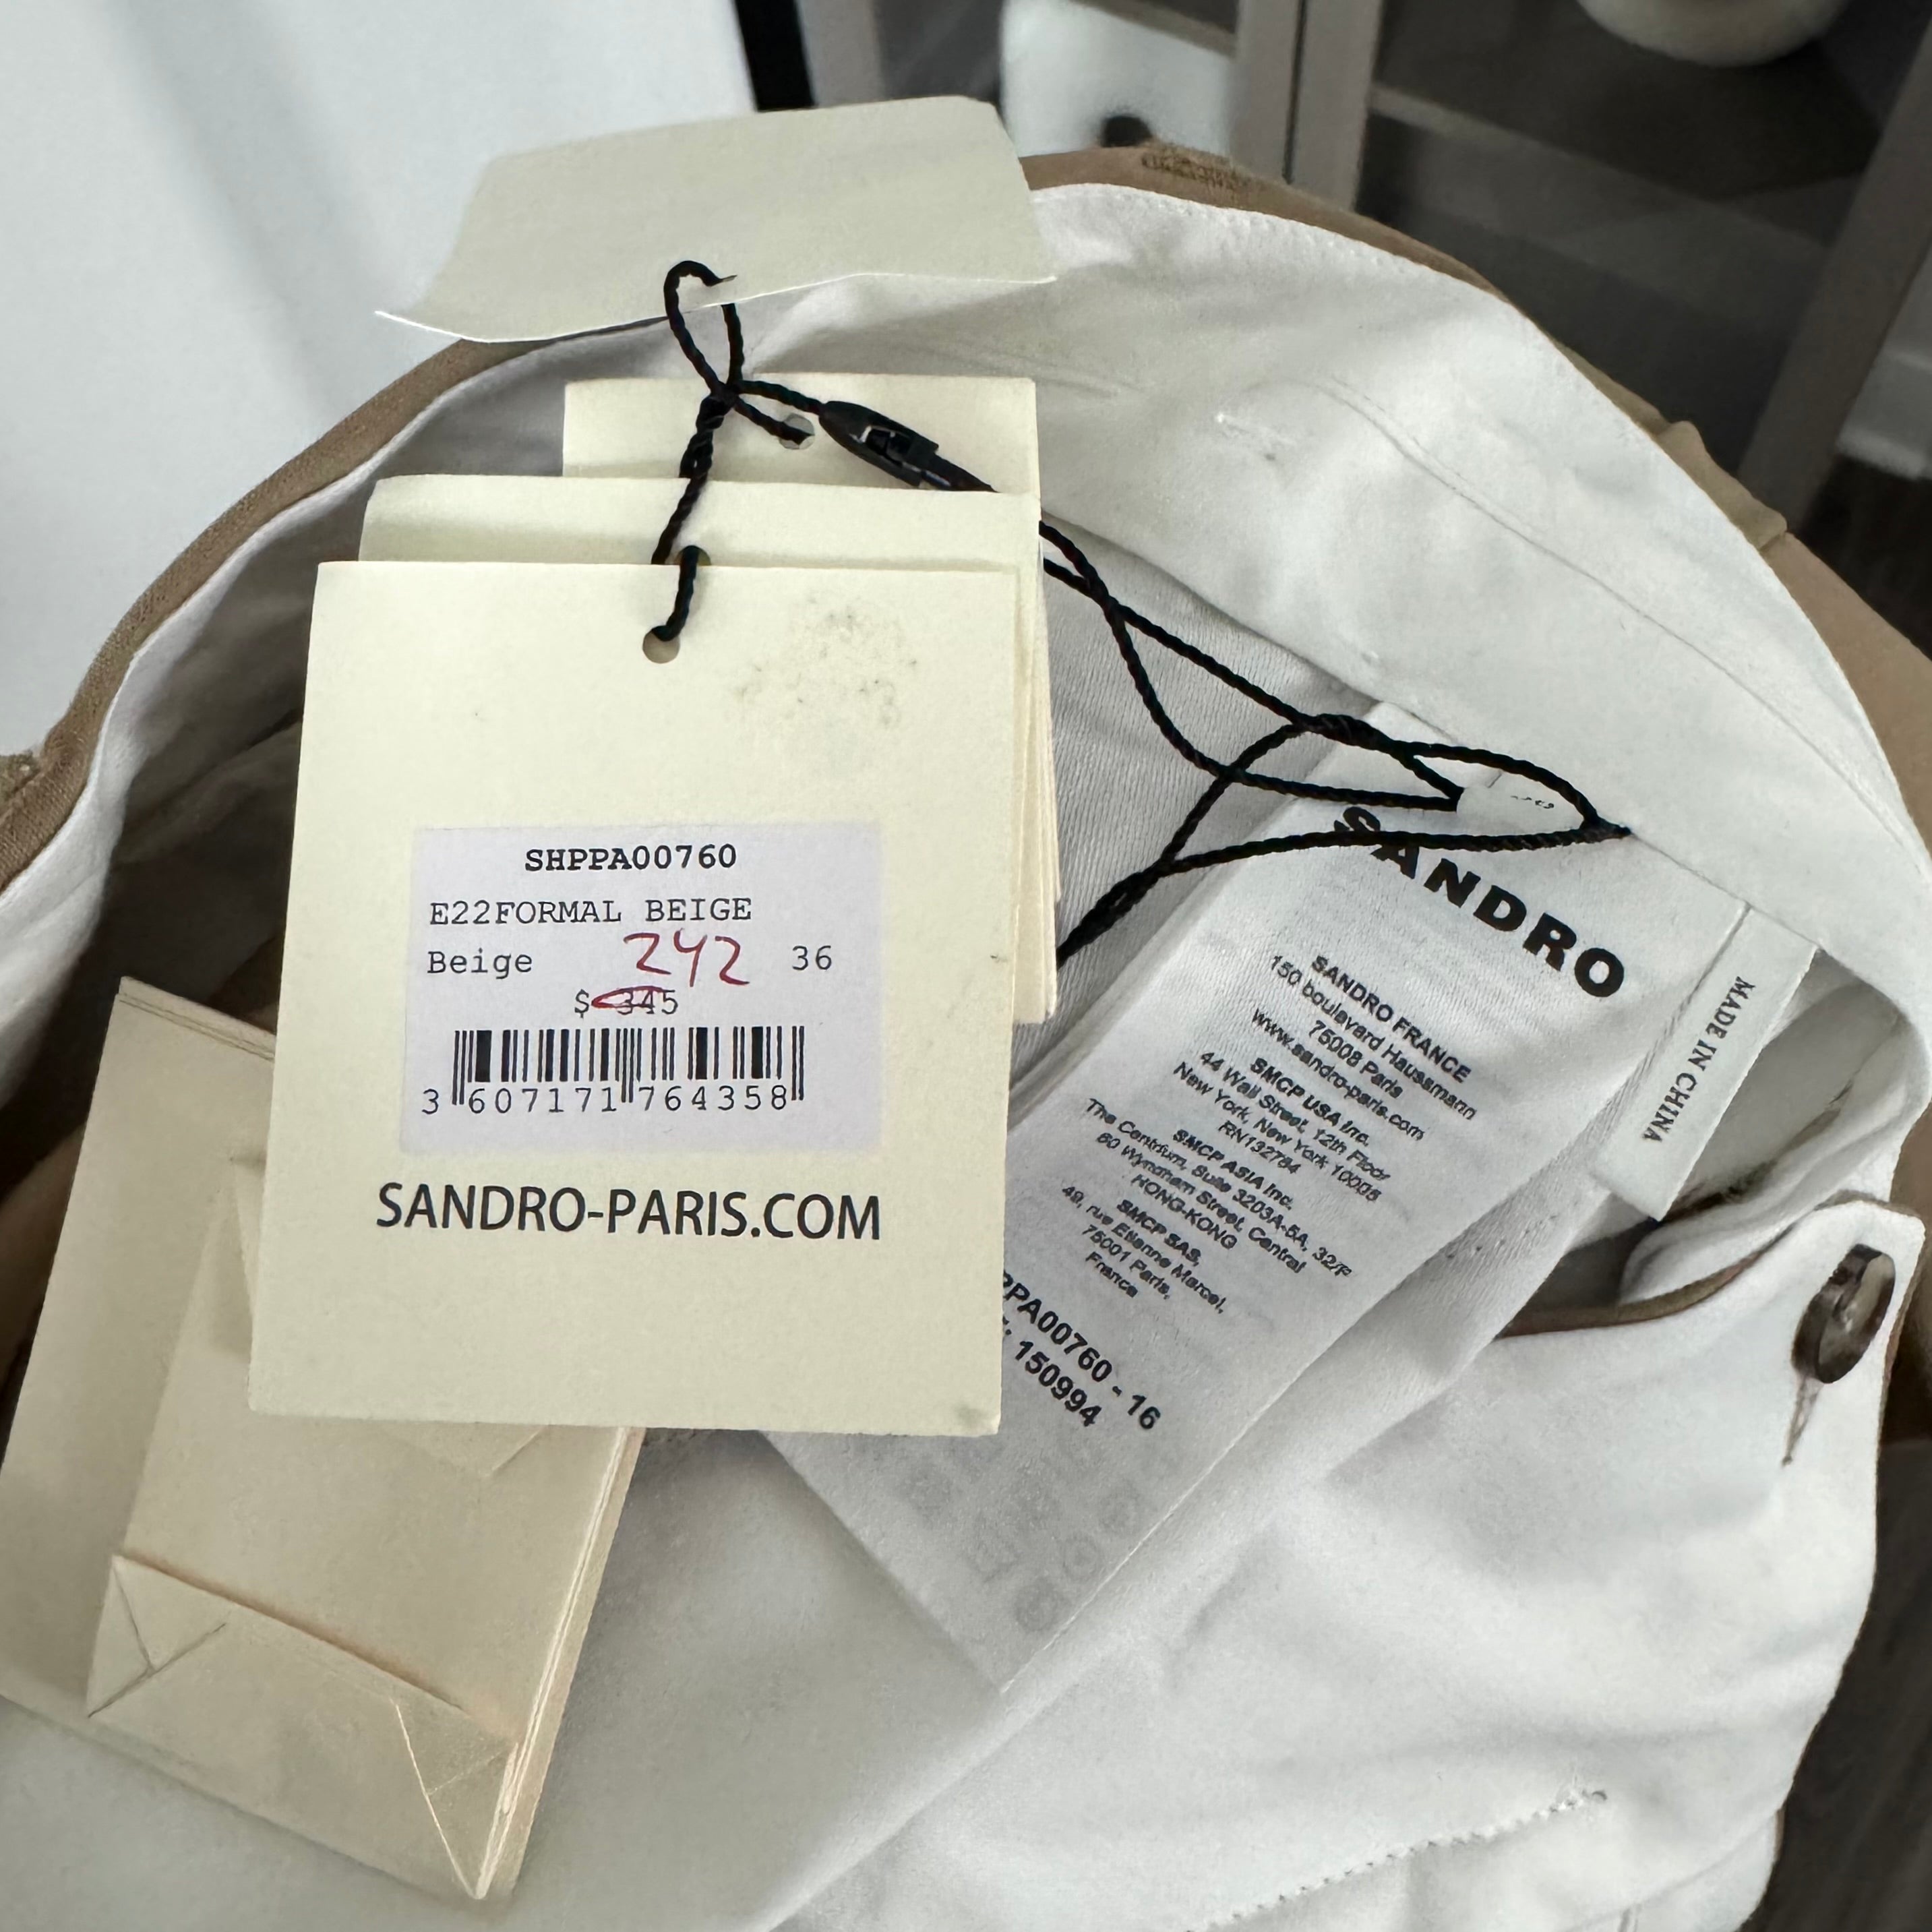 SHPPA00760
E22FORMAL BEIGE
Beige 242 36
$ 345
3 607171 764358
SANDRO-PARIS.COM
SANDRO
SANDRO FRANCE
150 boulevard Haussmann
75008 Paris
www.sandro-paris.com
SMCP USA Inc.
44 Wall Street, 12th Floor
New York, New York 10005
RN132784
SMCP ASIA Inc.
The Centrium, Suite 3203A-5A, 32/F
60 Wyndham Street, Central
HONG-KONG
SMCP SAS,
49, rue Etienne Marcel,
75001 Paris,
France
PPA00760 - 16
150994
MADE IN CHINA